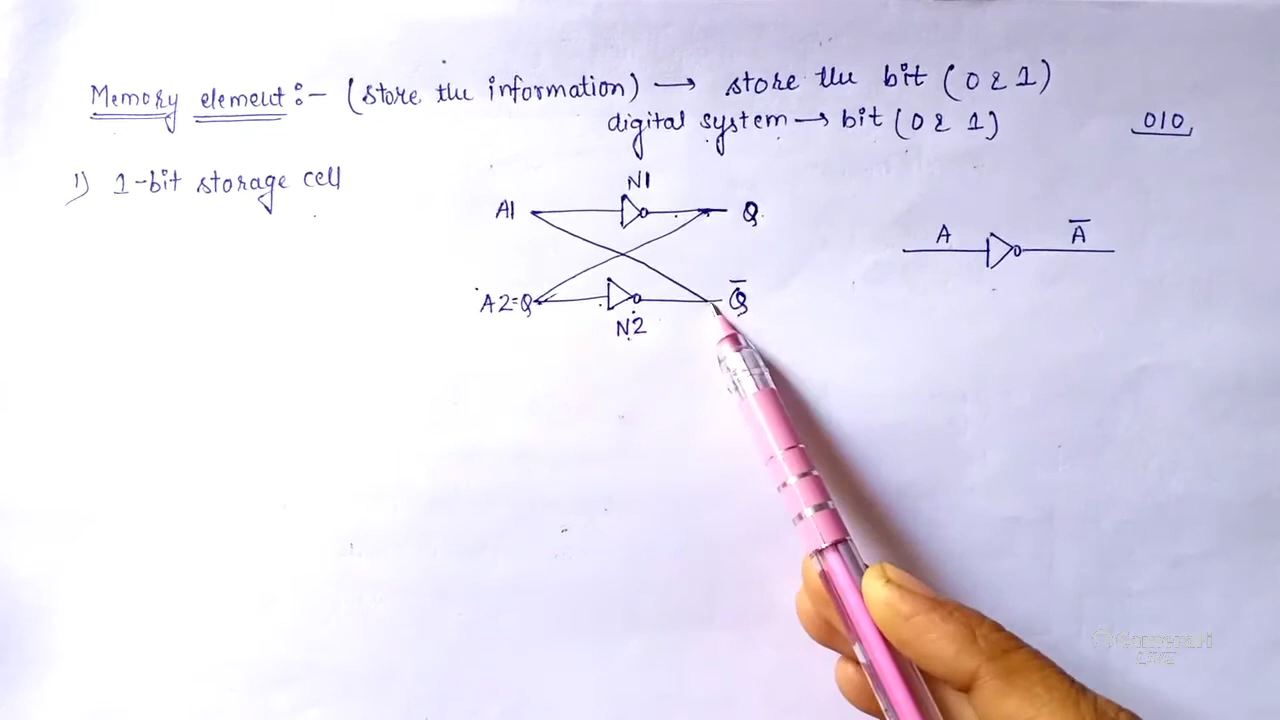 Memory element:- (store the information) → store the bit (0 & 1)
digital system → bit (0 & 1)
010
1) 1-bit storage cell
N1
A1
Q
A
A̅
A2=Q
Q̅
N2